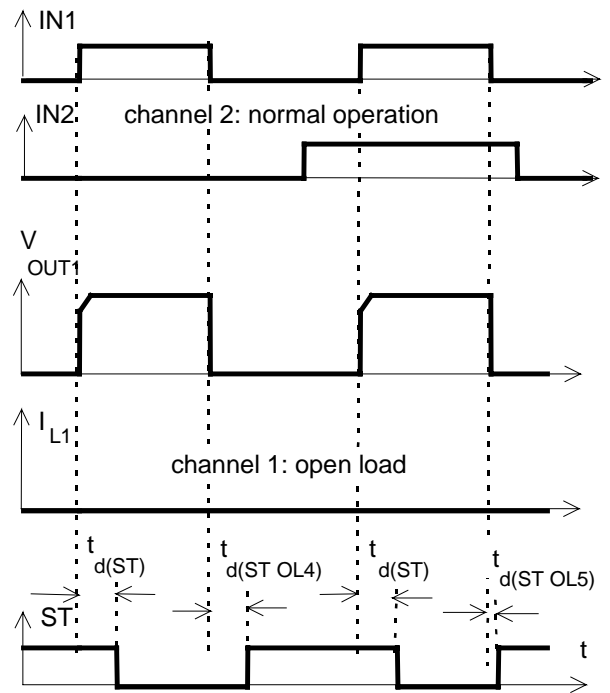 IN1
IN2
channel 2: normal operation
V
OUT1
I L1
channel 1: open load
t d(ST)
t d(ST OL4)
t d(ST)
t d(ST OL5)
ST
t